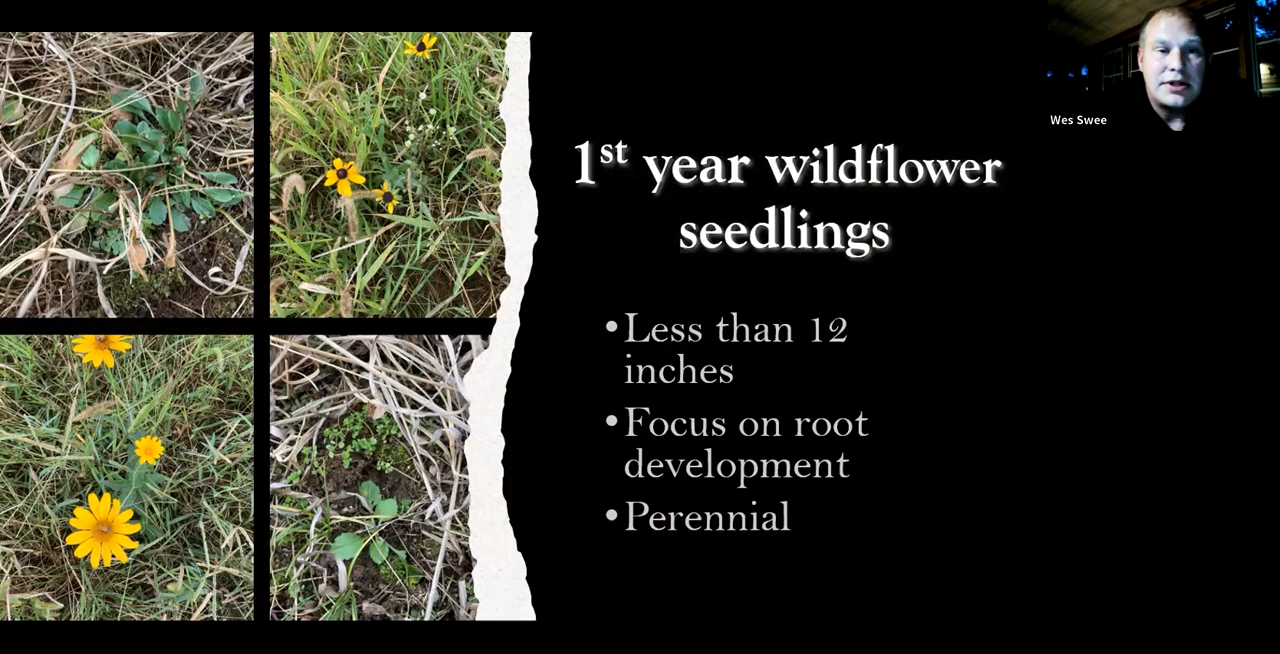 1st year wildflower
seedlings
• Less than 12
inches
• Focus on root
development
• Perennial
Wes Swee